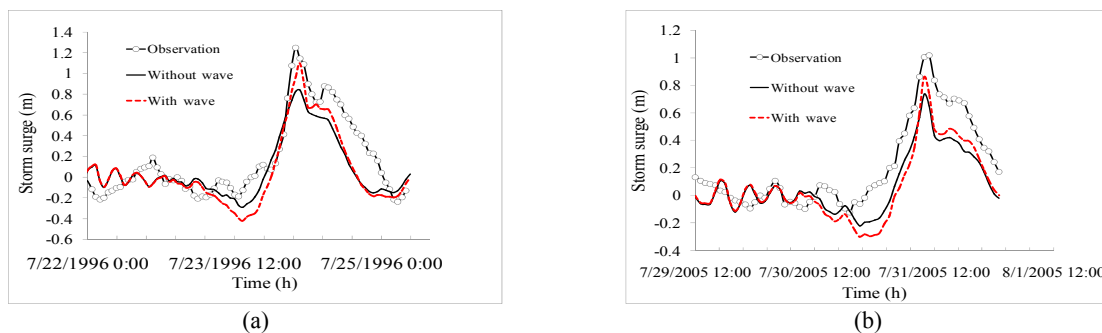 1.4
1.2
1
0.8
0.6
0.4
0.2
0
-0.2
-0.4
-0.6
Storm surge (m)
Observation
Without wave
With wave
7/22/1996 0:00 7/23/1996 12:00 7/25/1996 0:00
Time (h)
(a)
1.2
1
0.8
0.6
0.4
0.2
0
-0.2
-0.4
Storm surge (m)
Observation
Without wave
With wave
7/29/2005 12:00 7/30/2005 12:00 7/31/2005 12:00 8/1/2005 12:00
Time (h)
(b)